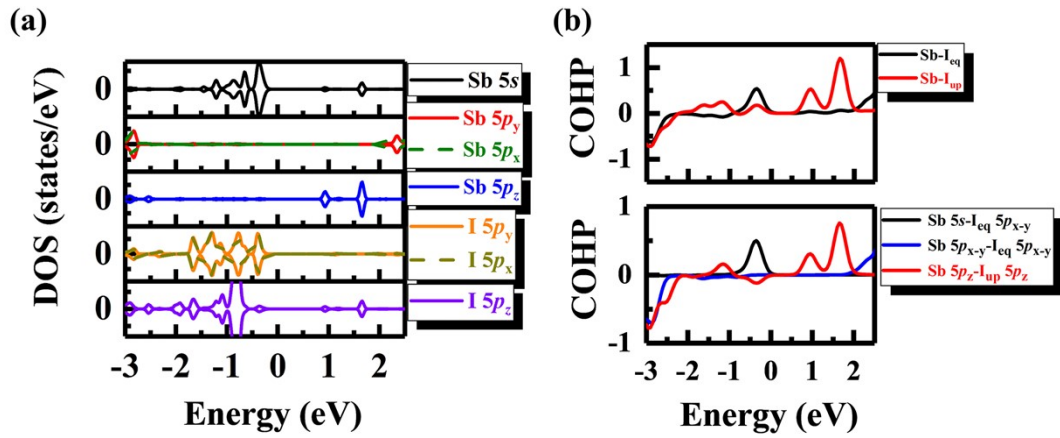 (a)
DOS (states/eV)
0
Sb 5s
0
Sb 5py
Sb 5px
0
Sb 5pz
0
I 5py
I 5px
0
I 5pz
-3 -2 -1 0 1 2
Energy (eV)
(b)
COHP
1
0
-1
Sb-Ieq
Sb-Iup
COHP
1
0
-1
Sb 5s-Ieq 5px-y
Sb 5px-y-Ieq 5px-y
Sb 5pz-Iup 5pz
-3 -2 -1 0 1 2
Energy (eV)